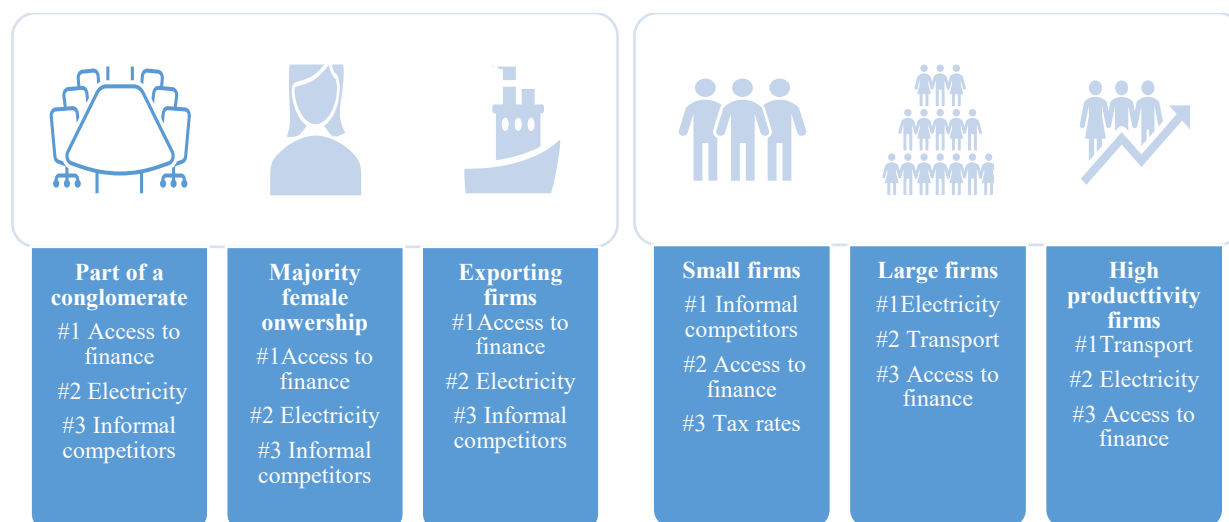 Part of a
conglomerate
#1 Access to
finance
#2 Electricity
#3 Informal
competitors
Majority
female
onwership
#1Access to
finance
#2 Electricity
#3 Informal
competitors
Exporting
firms
#1Access to
finance
#2 Electricity
#3 Informal
competitors
Small firms
#1 Informal
competitors
#2 Access to
finance
#3 Tax rates
Large firms
#1Electricity
#2 Transport
#3 Access to
finance
High
producttivity
firms
#1Transport
#2 Electricity
#3 Access to
finance